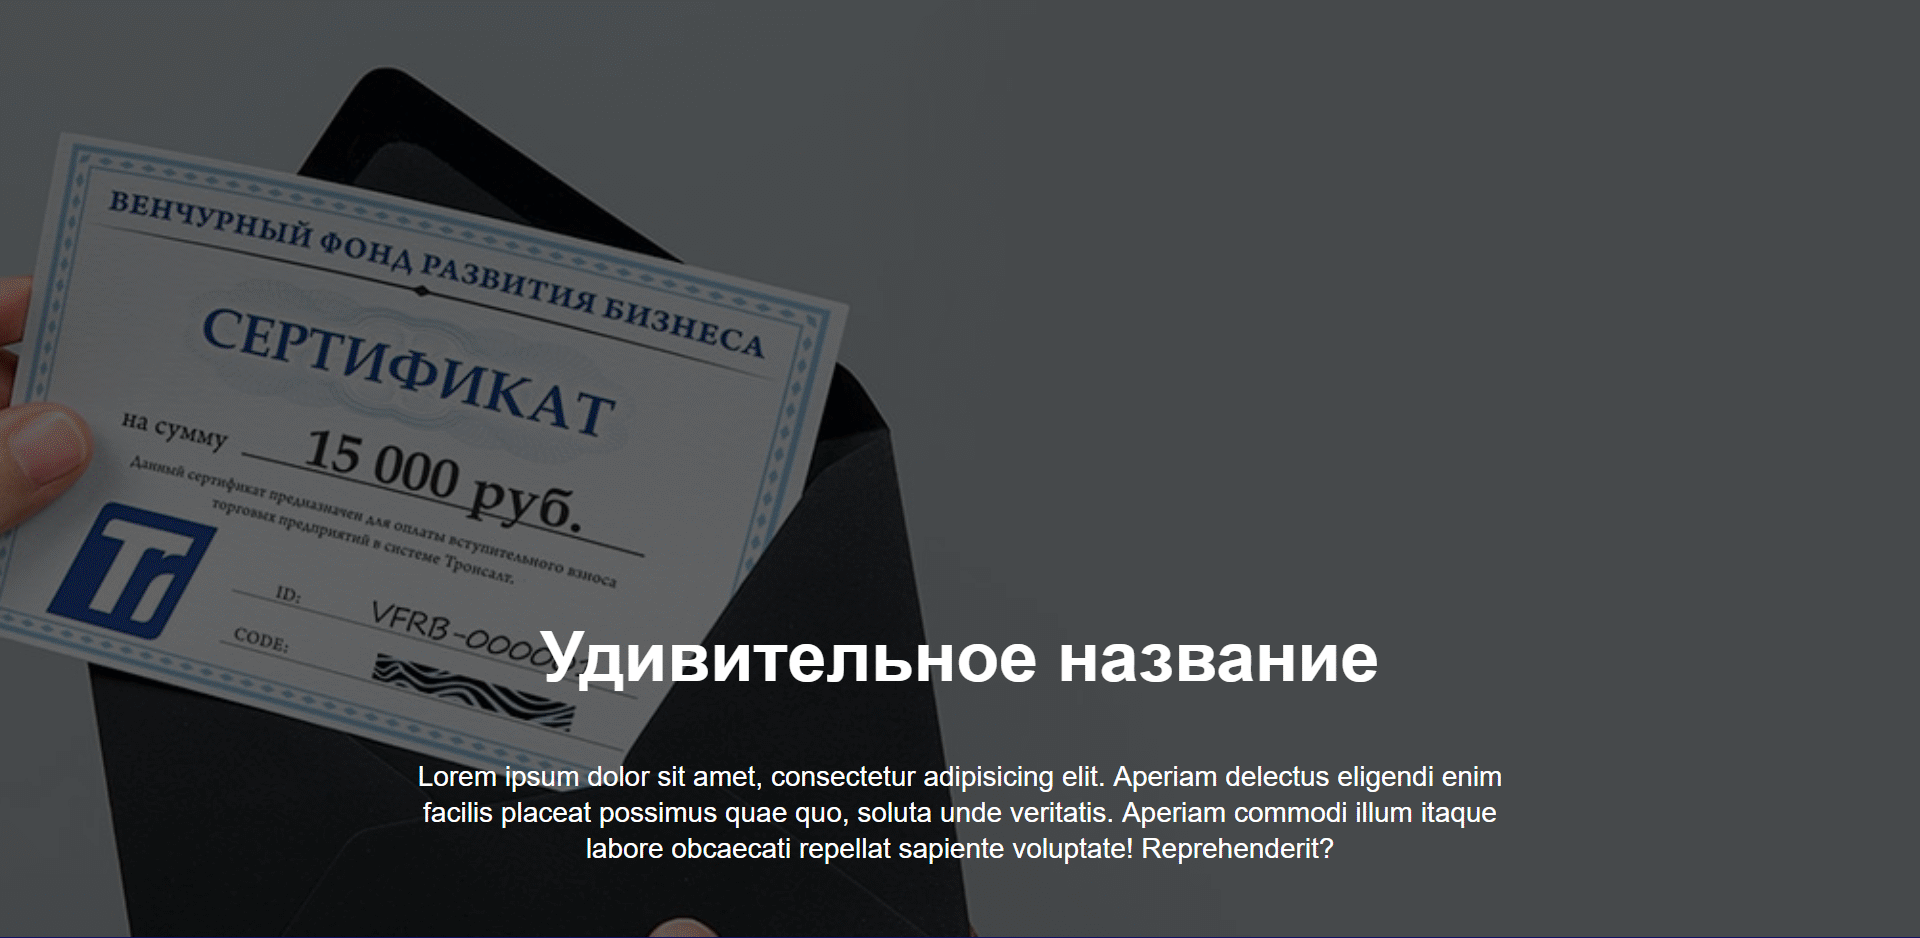 ВЕНЧУРНЫЙ ФОНД РАЗВИТИЯ БИЗНЕСА
СЕРТИФИКАТ
на сумму 15 000 руб.
Данный сертификат предназначен для оплаты вступительного взноса
торговых предприятий в системе Тронсалт.
Tr
ID: VFRB-00000
CODE:
Удивительное название
Lorem ipsum dolor sit amet, consectetur adipisicing elit. Aperiam delectus eligendi enim
facilis placeat possimus quae quo, soluta unde veritatis. Aperiam commodi illum itaque
labore obcaecati repellat sapiente voluptate! Reprehenderit?